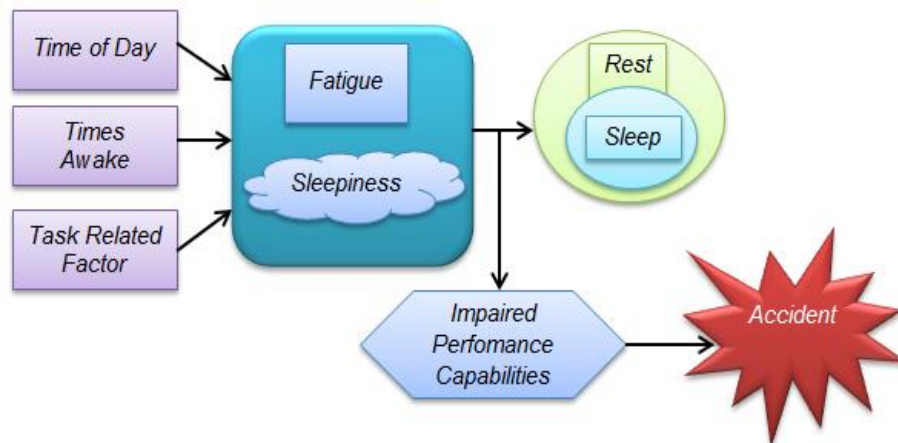 Time of Day
Times
Awake
Task Related
Factor
Fatigue
Sleepiness
Rest
Sleep
Impaired
Perfomance
Capabilities
Accident